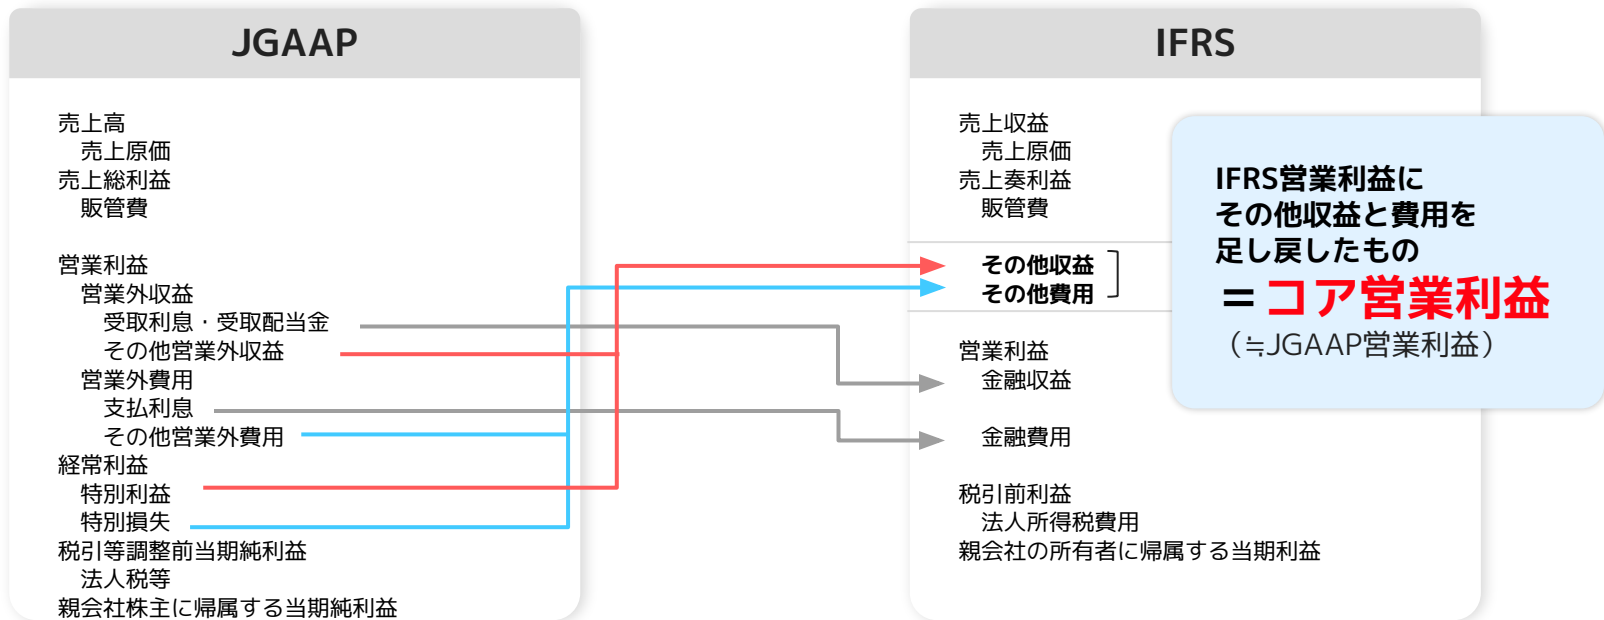 JGAAP
売上高
売上原価
売上総利益
販管費
営業利益
営業外収益
受取利息・受取配当金
その他営業外収益
営業外費用
支払利息
その他営業外費用
経常利益
特別利益
特別損失
税引等調整前当期純利益
法人税等
親会社株主に帰属する当期純利益
IFRS
売上収益
売上原価
売上奏利益
販管費
その他収益
その他費用
営業利益
金融収益
金融費用
税引前利益
法人所得税費用
親会社の所有者に帰属する当期利益
IFRS営業利益に
その他収益と費用を
足し戻したもの
＝コア営業利益
（≒JGAAP営業利益）